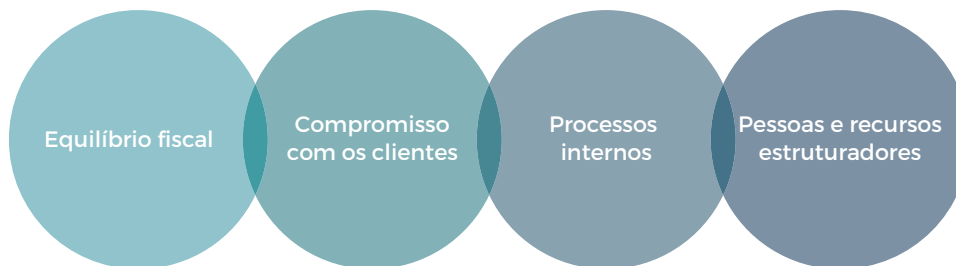 Equilíbrio fiscal
Compromisso
com os clientes
Processos
internos
Pessoas e recursos
estruturadores